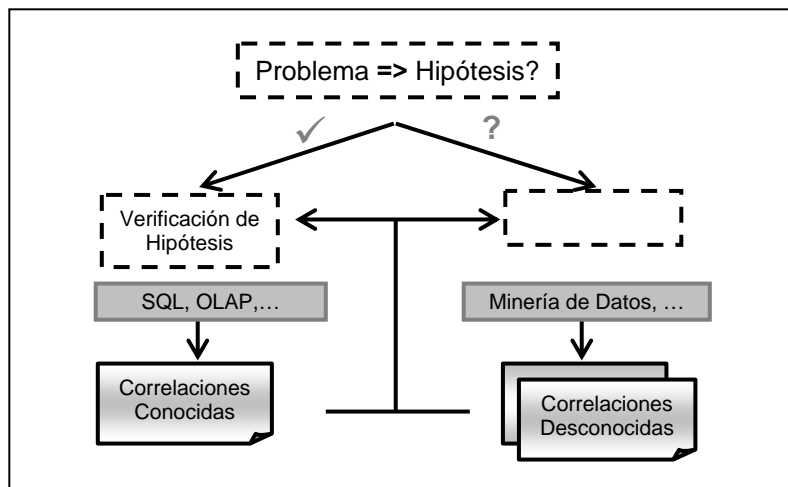 Problema => Hipótesis?
✓
?
Verificación de
Hipótesis
SQL, OLAP,…
Minería de Datos, …
Correlaciones
Conocidas
Correlaciones
Desconocidas